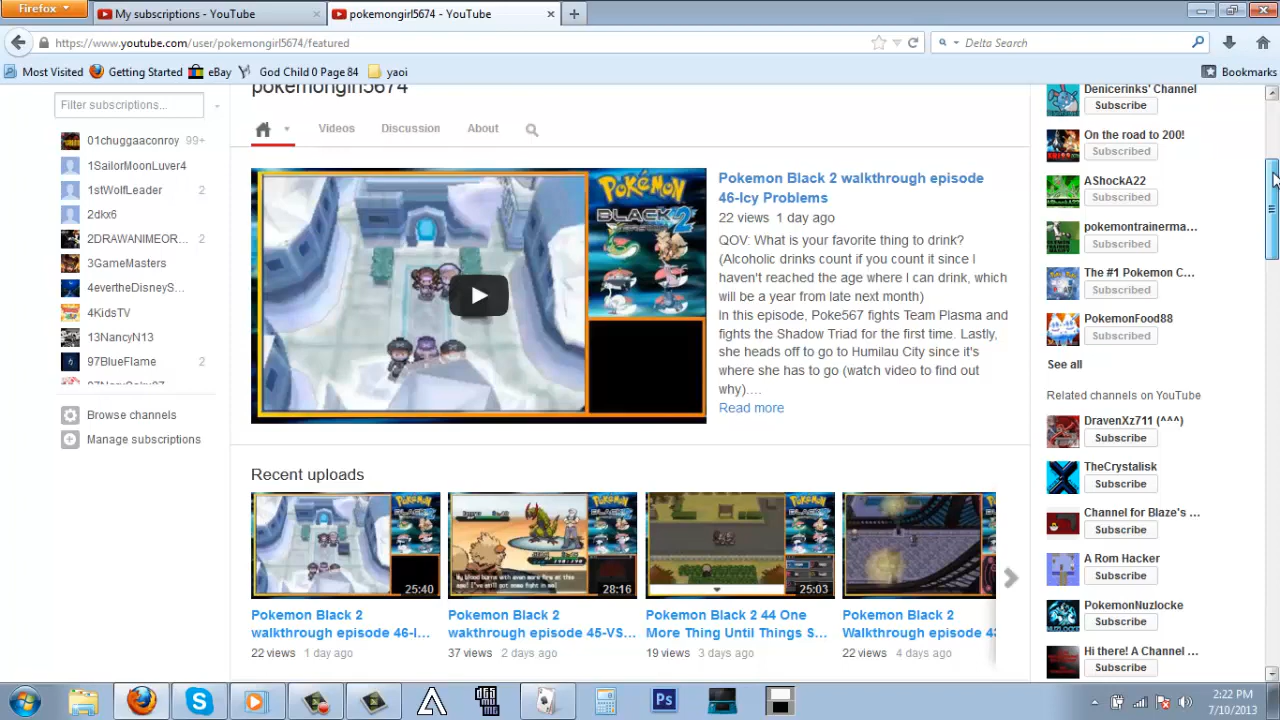 Firefox
My subscriptions - YouTube
pokemongirl5674 - YouTube
https://www.youtube.com/user/pokemongirl5674/featured
Delta Search
Most Visited
Getting Started
eBay
God Child 0 Page 84
yaoi
Bookmarks
Filter subscriptions...
01chuggaaconroy 99+
1SailorMoonLuver4
1stWolfLeader 2
2dkx6
2DRAWANIMEOR... 2
3GameMasters
4evertheDisneyS...
4KidsTV
13NancyN13
97BlueFlame 2
Browse channels
Manage subscriptions
pokemongirl5674
Videos
Discussion
About
POKéMON
BLACK 2
Pokemon Black 2 walkthrough episode
46-Icy Problems
22 views 1 day ago
QOV: What is your favorite thing to drink?
(Alcoholic drinks count if you count it since I
haven't reached the age where I can drink, which
will be a year from late next month)
In this episode, Poke567 fights Team Plasma and
fights the Shadow Triad for the first time. Lastly,
she heads off to go to Humilau City since it's
where she has to go (watch video to find out
why)....
Read more
Recent uploads
25:40
Pokemon Black 2
walkthrough episode 46-I...
22 views 1 day ago
28:16
Pokemon Black 2
wakthrough episode 45-VS...
37 views 2 days ago
25:03
Pokemon Black 2 44 One
More Thing Until Things S...
19 views 3 days ago
Pokemon Black 2
Walkthrough episode 43
22 views 4 days ago
Denicerinks' Channel
Subscribe
On the road to 200!
Subscribed
AShockA22
Subscribed
pokemontrainerma...
Subscribed
The #1 Pokemon C...
Subscribed
PokemonFood88
Subscribed
See all
Related channels on YouTube
DravenXz711 (^^^)
Subscribe
TheCrystalisk
Subscribe
Channel for Blaze's ...
Subscribe
A Rom Hacker
Subscribe
PokemonNuzlocke
Subscribe
Hi there! A Channel ...
Subscribe
Ps
2:22 PM
7/10/2013